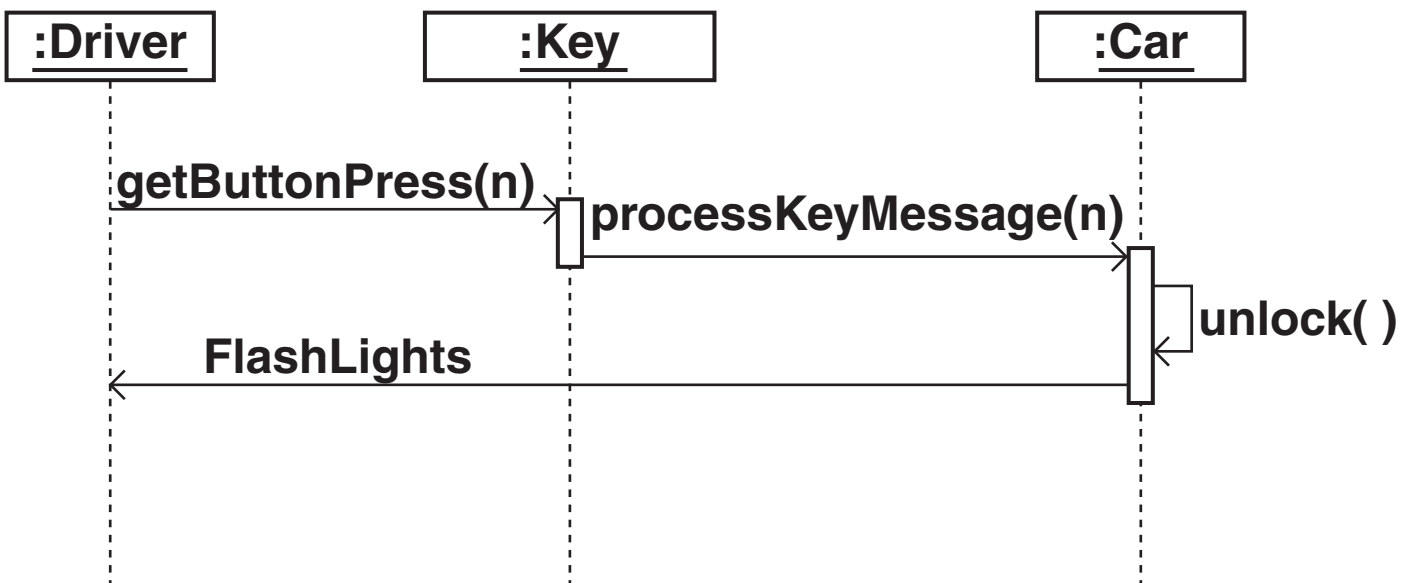 :Driver
:Key
:Car
getButtonPress(n)
processKeyMessage(n)
unlock( )
FlashLights